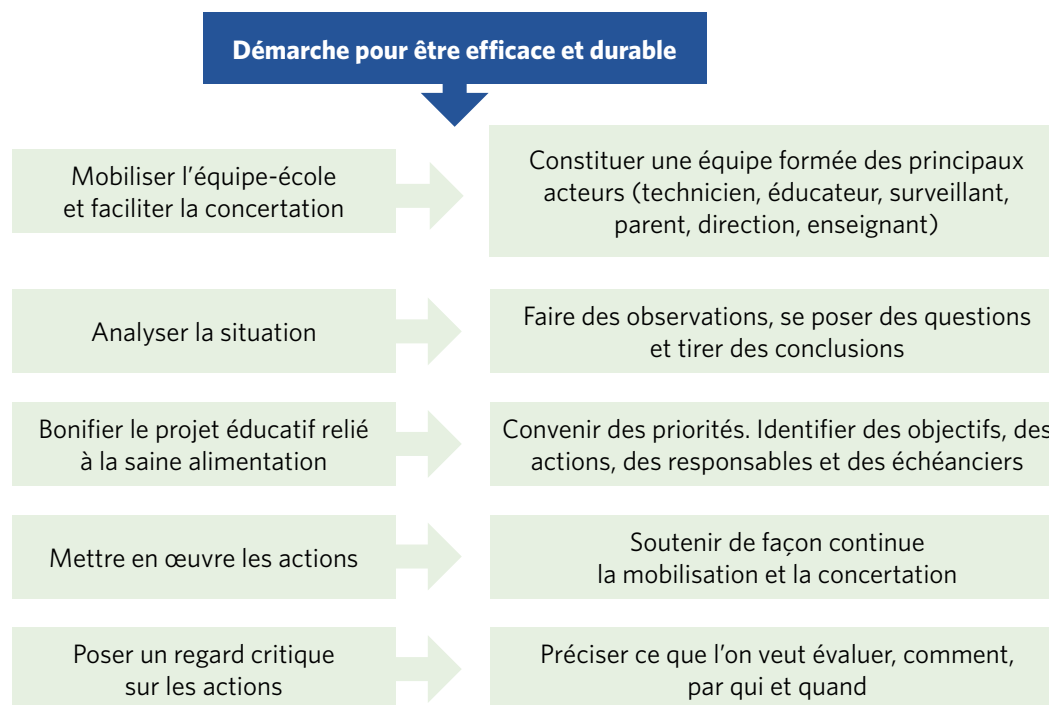 Démarche pour être efficace et durable
Mobiliser l'équipe-école
et faciliter la concertation
Constituer une équipe formée des principaux
acteurs (technicien, éducateur, surveillant,
parent, direction, enseignant)
Analyser la situation
Faire des observations, se poser des questions
et tirer des conclusions
Bonifier le projet éducatif relié
à la saine alimentation
Convenir des priorités. Identifier des objectifs, des
actions, des responsables et des échéanciers
Mettre en œuvre les actions
Soutenir de façon continue
la mobilisation et la concertation
Poser un regard critique
sur les actions
Préciser ce que l'on veut évaluer, comment,
par qui et quand